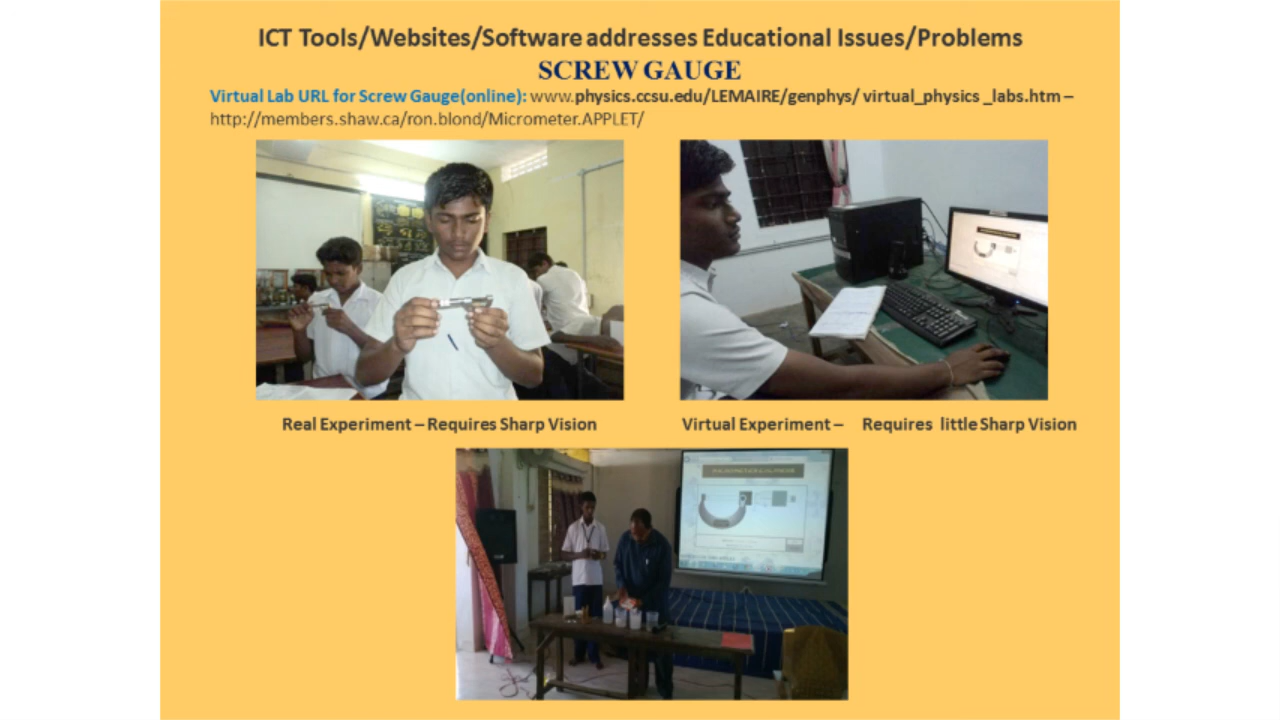 ICT Tools/Websites/Software addresses Educational Issues/Problems
SCREW GAUGE
Virtual Lab URL for Screw Gauge(online): www.physics.ccsu.edu/LEMAIRE/genphys/ virtual_physics _labs.htm –
http://members.shaw.ca/ron.blond/Micrometer.APPLET/
Real Experiment – Requires Sharp Vision
Virtual Experiment – Requires little Sharp Vision